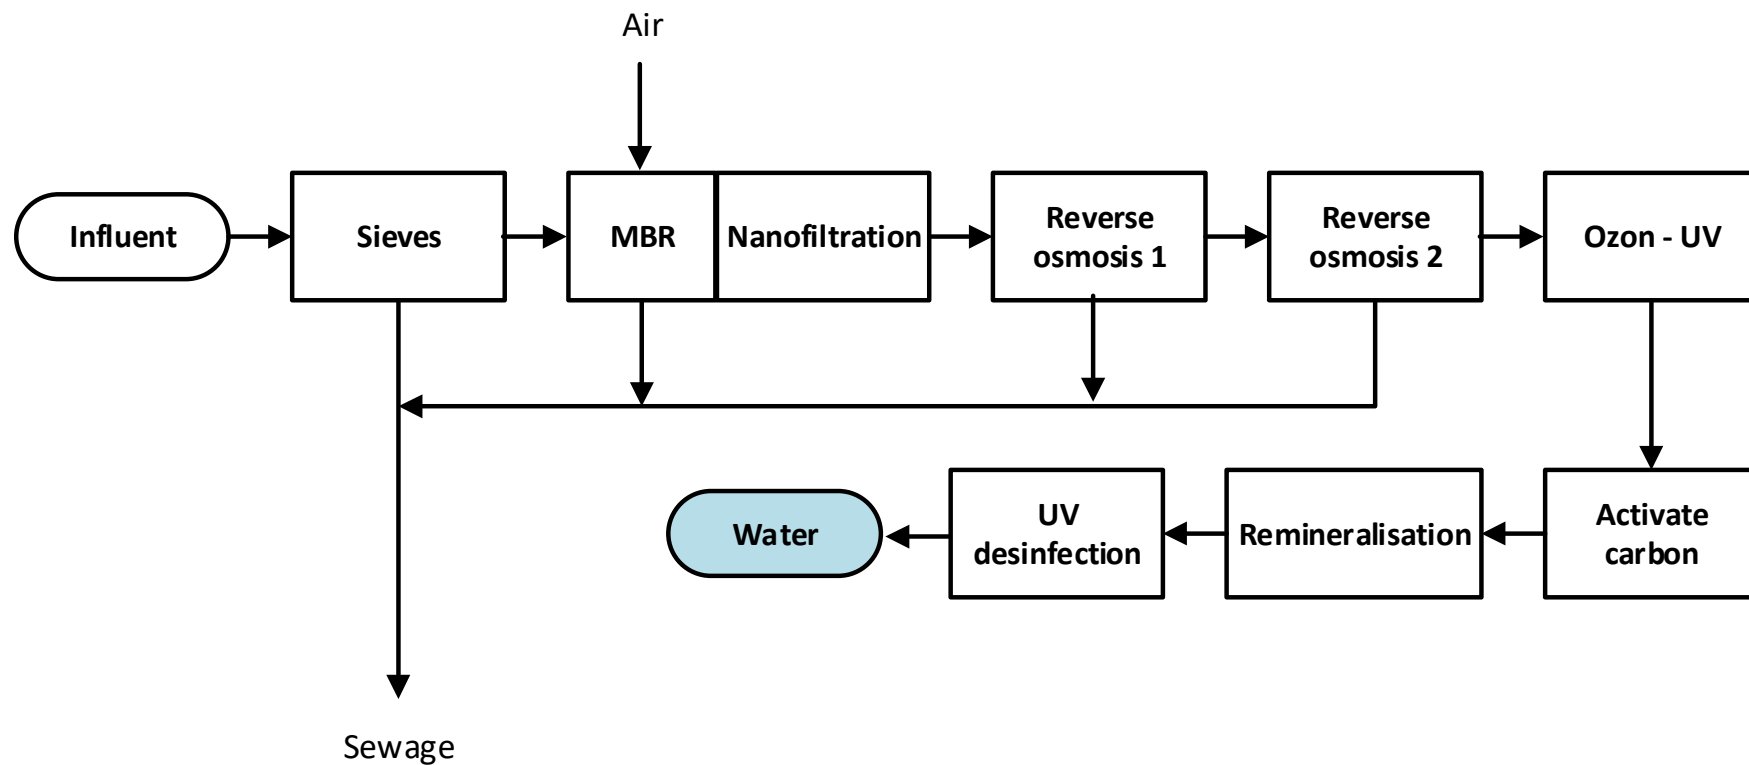 Air
Influent
Sieves
MBR
Nanofiltration
Reverse
osmosis 1
Reverse
osmosis 2
Ozon - UV
Water
UV
desinfection
Remineralisation
Activate
carbon
Sewage